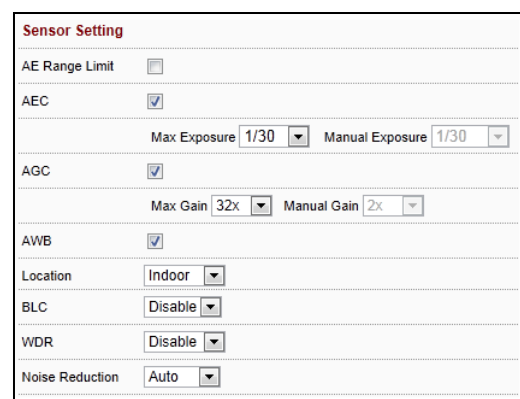 Sensor Setting
AE Range Limit
AEC
Max Exposure 1/30 Manual Exposure 1/30
AGC
Max Gain 32x Manual Gain 2x
AWB
Location Indoor
BLC Disable
WDR Disable
Noise Reduction Auto